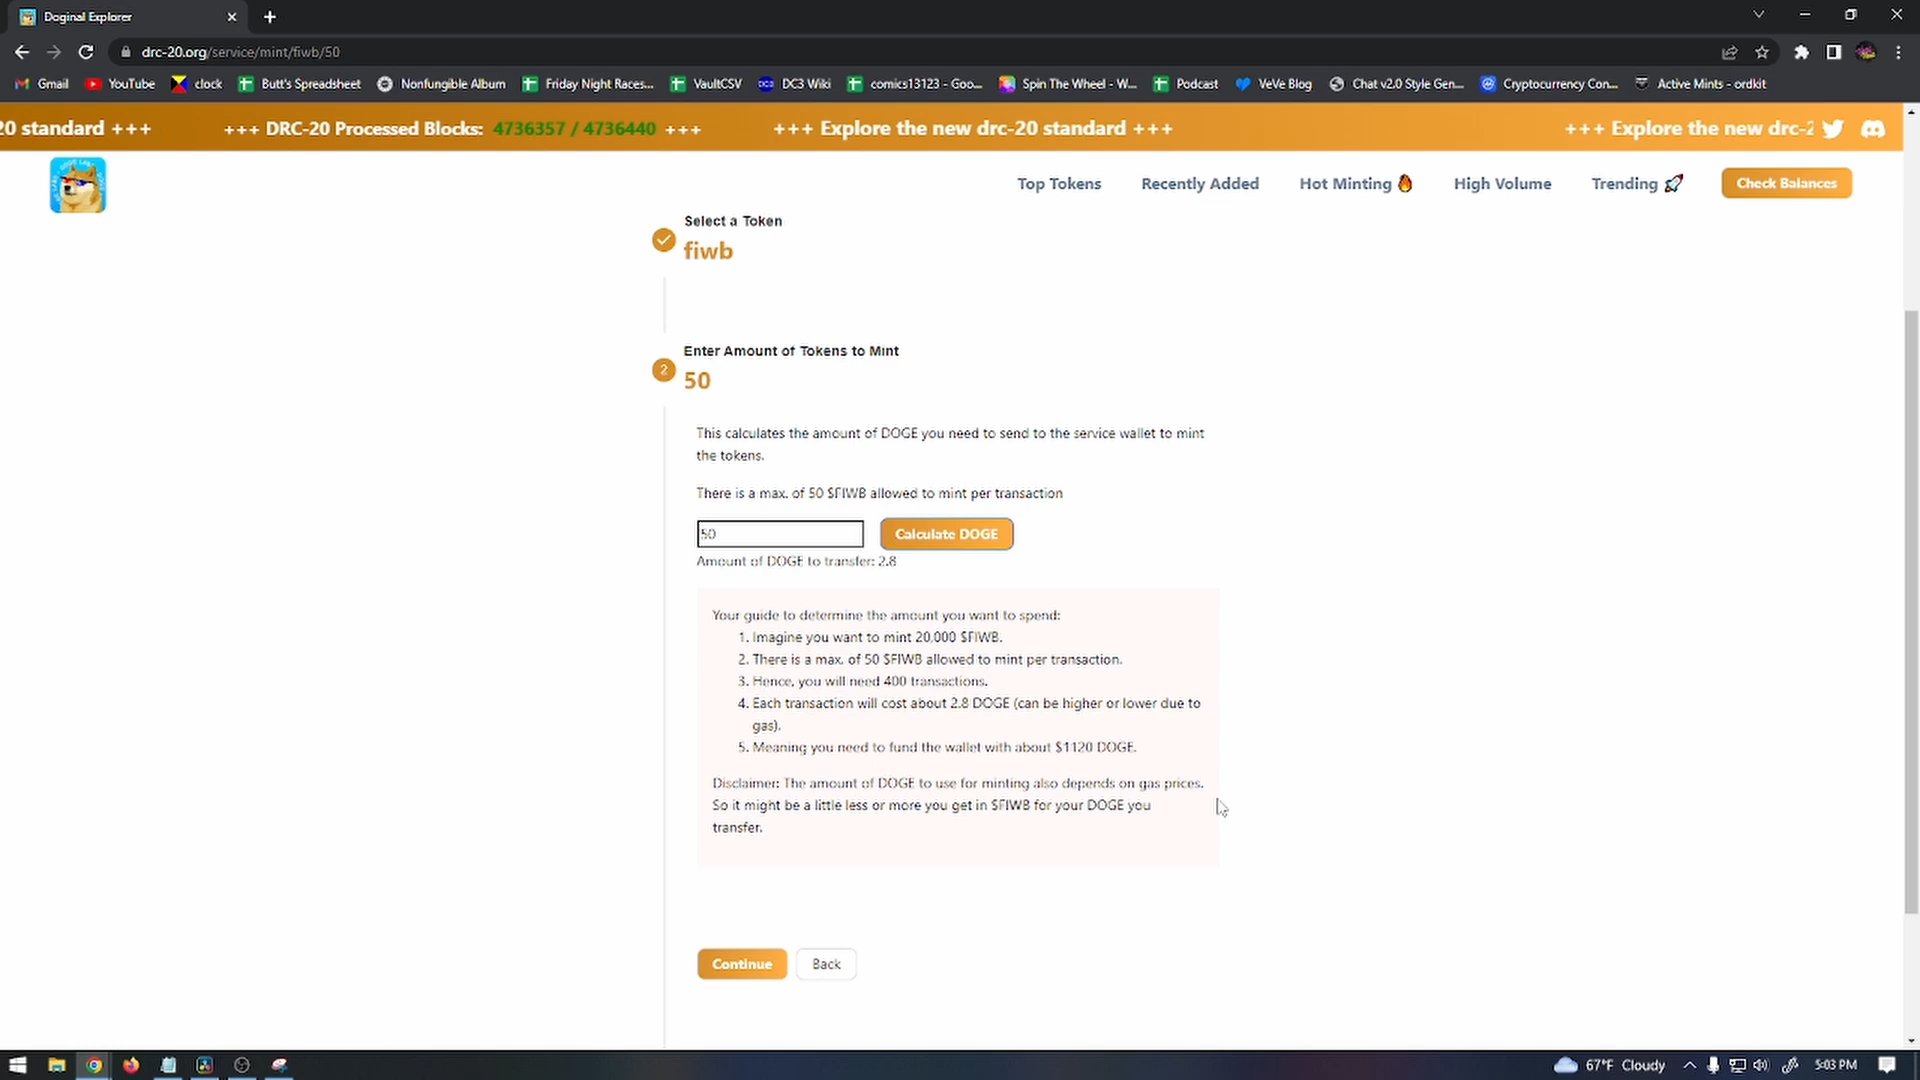 Doginal Explorer
drc-20.org/service/mint/fiwb/50
Gmail YouTube clock Butt's Spreadsheet Nonfungible Album Friday Night Races... VaultCSV DC3 Wiki comics13123 - Goo... Spin The Wheel - W... Podcast VeVe Blog Chat v2.0 Style Gen... Cryptocurrency Con... Active Mints - ordkit
20 standard +++ +++ DRC-20 Processed Blocks: 4736357 / 4736440 +++ +++ Explore the new drc-20 standard +++ +++ Explore the new drc-2
Top Tokens Recently Added Hot Minting High Volume Trending Check Balances
Select a Token
fiwb
Enter Amount of Tokens to Mint
2
50
This calculates the amount of DOGE you need to send to the service wallet to mint
the tokens.
There is a max. of 50 $FIWB allowed to mint per transaction
50 Calculate DOGE
Amount of DOGE to transfer: 2.8
Your guide to determine the amount you want to spend:
1. Imagine you want to mint 20,000 $FIWB.
2. There is a max. of 50 $FIWB allowed to mint per transaction.
3. Hence, you will need 400 transactions.
4. Each transaction will cost about 2.8 DOGE (can be higher or lower due to
gas).
5. Meaning you need to fund the wallet with about $1120 DOGE.
Disclaimer: The amount of DOGE to use for minting also depends on gas prices.
So it might be a little less or more you get in $FIWB for your DOGE you
transfer.
Continue Back
67°F Cloudy 5:03 PM